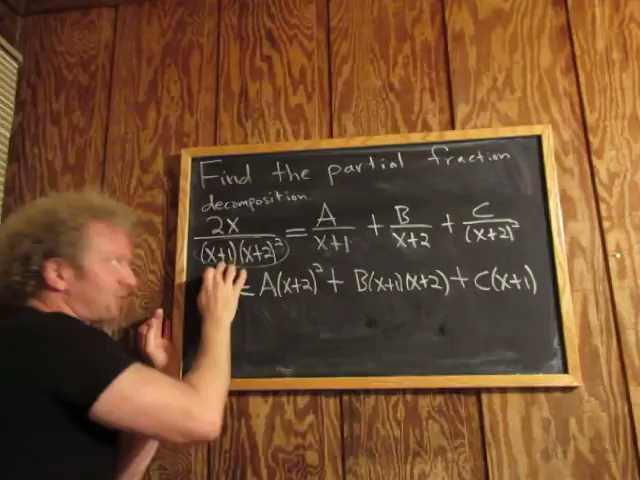 Find the partial fraction
decomposition.
2x/((x+1)(x+2)²) = A/(x+1) + B/(x+2) + C/(x+2)²
= A(x+2)² + B(x+1)(x+2) + C(x+1)